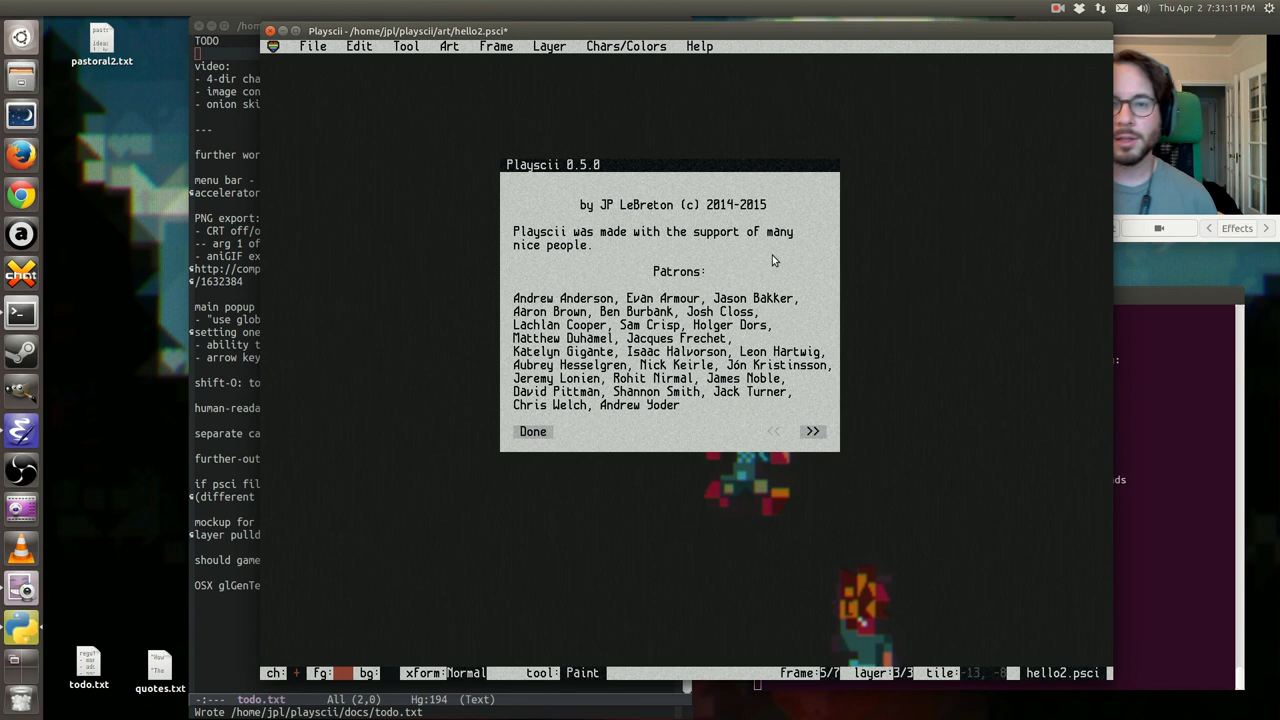 Thu Apr 2 7:31:11 PM
Playscii - /home/jpl/playscii/art/hello2.psci*
File Edit Tool Art Frame Layer Chars/Colors Help
pastoral2.txt
TODO
video:
- 4-dir cha
- image con
- onion ski
---
further wor
menu bar -
accelerator
PNG export:
- CRT off/o
-- arg 1 of
- aniGIF ex
http://comp
/1632384
main popup
- "use glob
setting one
- ability t
- arrow key
shift-O: to
human-reada
separate ca
further-out
if psci fil
(different
mockup for
layer pulld
should game
OSX glGenTe
Playscii 0.5.0
by JP LeBreton (c) 2014-2015
Playscii was made with the support of many
nice people.
Patrons:
Andrew Anderson, Evan Armour, Jason Bakker,
Aaron Brown, Ben Burbank, Josh Closs,
Lachlan Cooper, Sam Crisp, Holger Dors,
Matthew Duhamel, Jacques Frechet,
Katelyn Gigante, Isaac Halvorson, Leon Hartwig,
Aubrey Hesselgren, Nick Keirle, Jón Kristinsson,
Jeremy Lonien, Rohit Nirmal, James Noble,
David Pittman, Shannon Smith, Jack Turner,
Chris Welch, Andrew Yoder
Done << >>
Effects
chat
todo.txt
quotes.txt
ch: + fg: bg: xform: Normal tool: Paint frame: 5/7 layer: 3/3 tile: -13, -8 hello2.psci
-:--- todo.txt All (2,0) Hg:194 (Text)
Wrote /home/jpl/playscii/docs/todo.txt